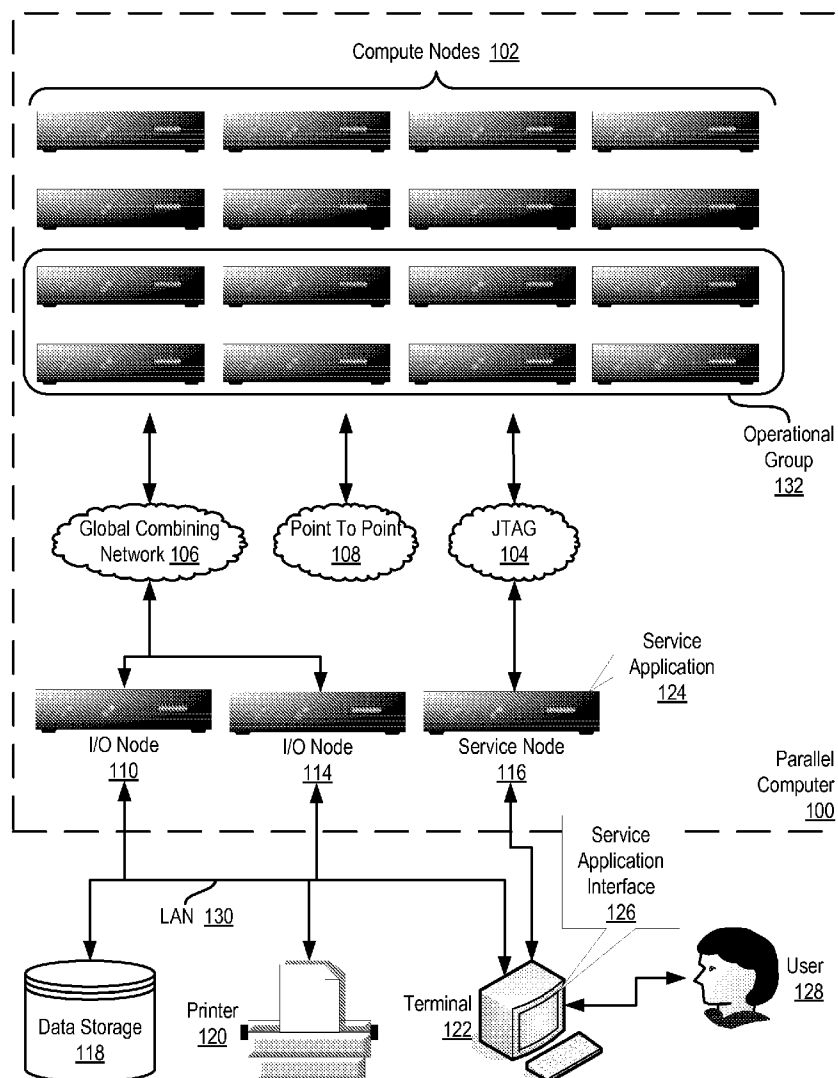 Compute Nodes 102
Operational
Group
132
Global Combining
Network 106
Point To Point
108
JTAG
104
Service
Application
124
I/O Node
110
I/O Node
114
Service Node
116
Parallel
Computer
100
Service
Application
Interface
126
LAN 130
Data Storage
118
Printer
120
Terminal
122
User
128